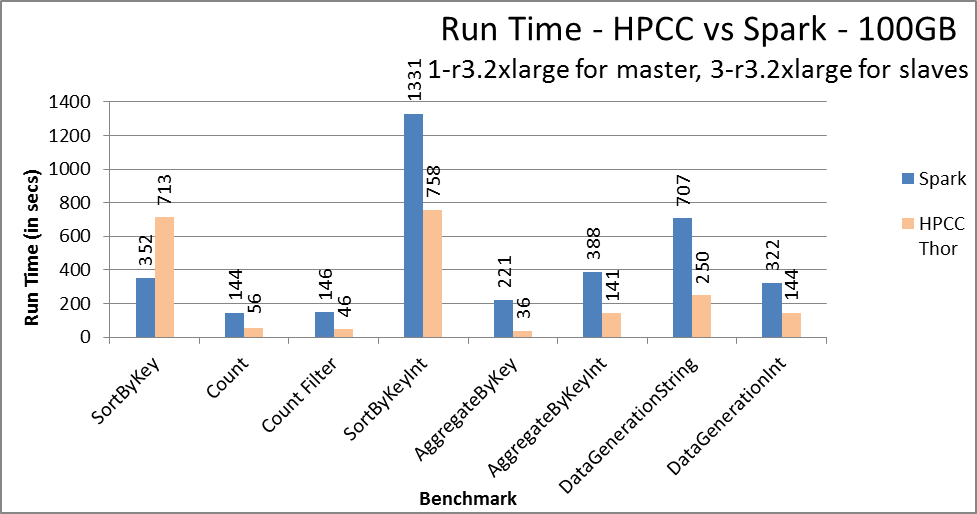 Run Time - HPCC vs Spark - 100GB
1-r3.2xlarge for master, 3-r3.2xlarge for slaves
Run Time (in secs)
1400
1200
1000
800
600
400
200
0
352
713
144
56
146
46
1331
758
221
36
388
141
707
250
322
144
SortByKey
Count
Count Filter
SortByKeyInt
AggregateByKey
AggregateByKeyInt
DataGenerationString
DataGenerationInt
Benchmark
Spark
HPCC
Thor